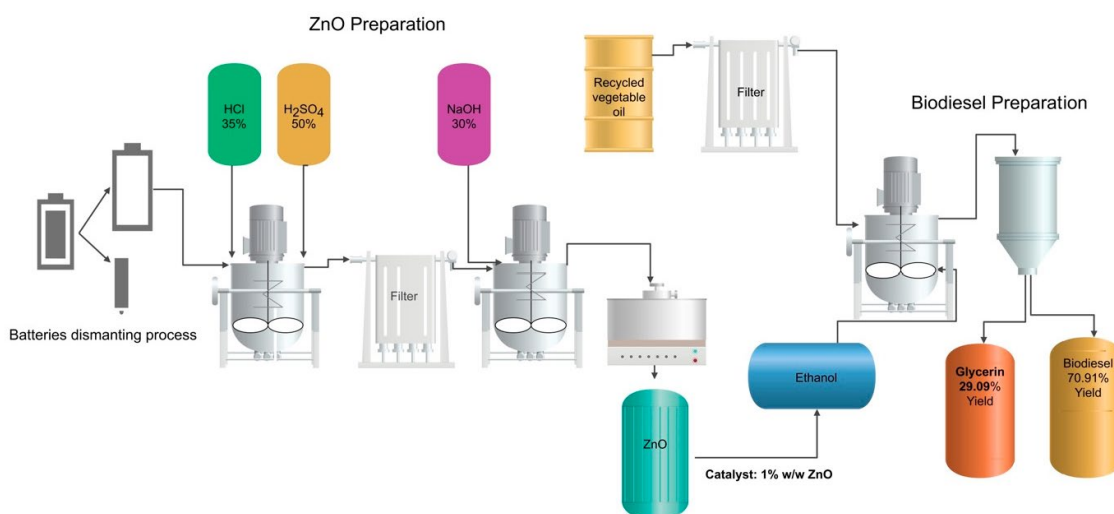 ZnO Preparation
HCl
35%
H2SO4
50%
NaOH
30%
Recycled
vegetable
oil
Filter
Biodiesel Preparation
Batteries dismanting process
Filter
Ethanol
ZnO
Catalyst: 1% w/w ZnO
Glycerin
29.09%
Yield
Biodiesel
70.91%
Yield